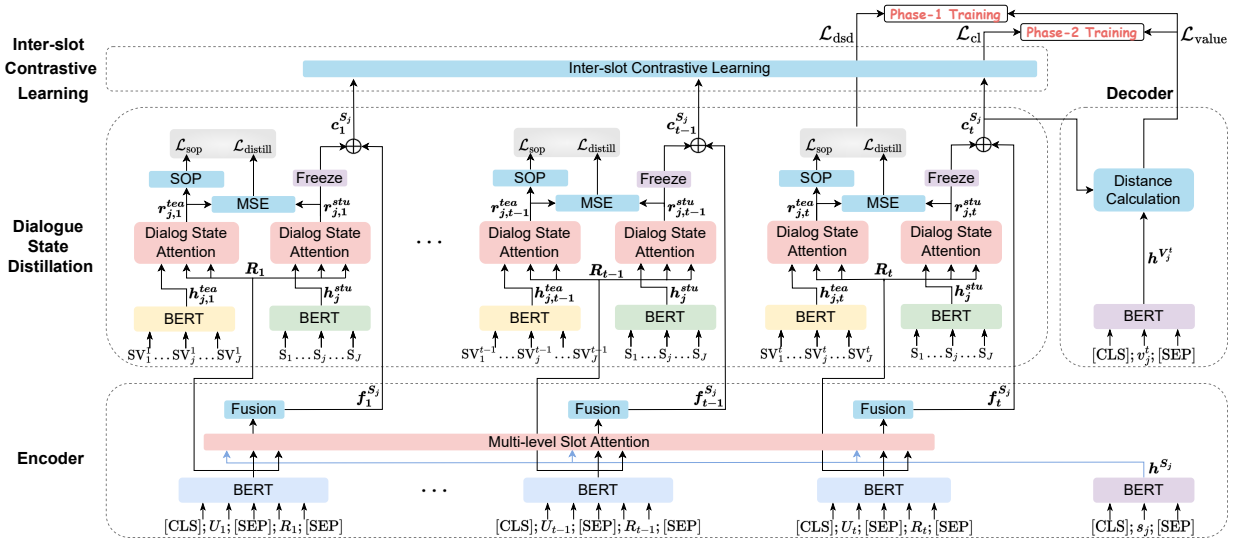 Phase-1 Training
Phase-2 Training
Inter-slot
Contrastive
Learning
Inter-slot Contrastive Learning
ℒ_dsd
ℒ_cl
ℒ_value
Decoder
c_1^{S_j}
c_{t-1}^{S_j}
c_t^{S_j}
ℒ_sop ℒ_distill
ℒ_sop ℒ_distill
ℒ_sop ℒ_distill
SOP
Freeze
SOP
Freeze
SOP
Freeze
MSE
MSE
MSE
r_{j,1}^{tea}
r_{j,1}^{stu}
r_{j,t-1}^{tea}
r_{j,t-1}^{stu}
r_{j,t}^{tea}
r_{j,t}^{stu}
Distance
Calculation
Dialogue
State
Distillation
Dialog State
Attention
Dialog State
Attention
...
Dialog State
Attention
Dialog State
Attention
Dialog State
Attention
Dialog State
Attention
R_1
R_{t-1}
R_t
h_{j,1}^{tea}
h_j^{stu}
h_{j,t-1}^{tea}
h_j^{stu}
h_{j,t}^{tea}
h_j^{stu}
h^{V_j^t}
BERT
BERT
BERT
BERT
BERT
BERT
BERT
SV_1^1 ... SV_j^1 ... SV_J^1
S_1 ... S_j ... S_J
SV_1^{t-1} ... SV_j^{t-1} ... SV_J^{t-1}
S_1 ... S_j ... S_J
SV_1^t ... SV_j^t ... SV_J^t
S_1 ... S_j ... S_J
[CLS]; v_j^t; [SEP]
f_1^{S_j}
f_{t-1}^{S_j}
f_t^{S_j}
Fusion
Fusion
Fusion
Multi-level Slot Attention
Encoder
h^{S_j}
BERT
...
BERT
BERT
BERT
[CLS]; U_1; [SEP]; R_1; [SEP]
[CLS]; U_{t-1}; [SEP]; R_{t-1}; [SEP]
[CLS]; U_t; [SEP]; R_t; [SEP]
[CLS]; s_j; [SEP]